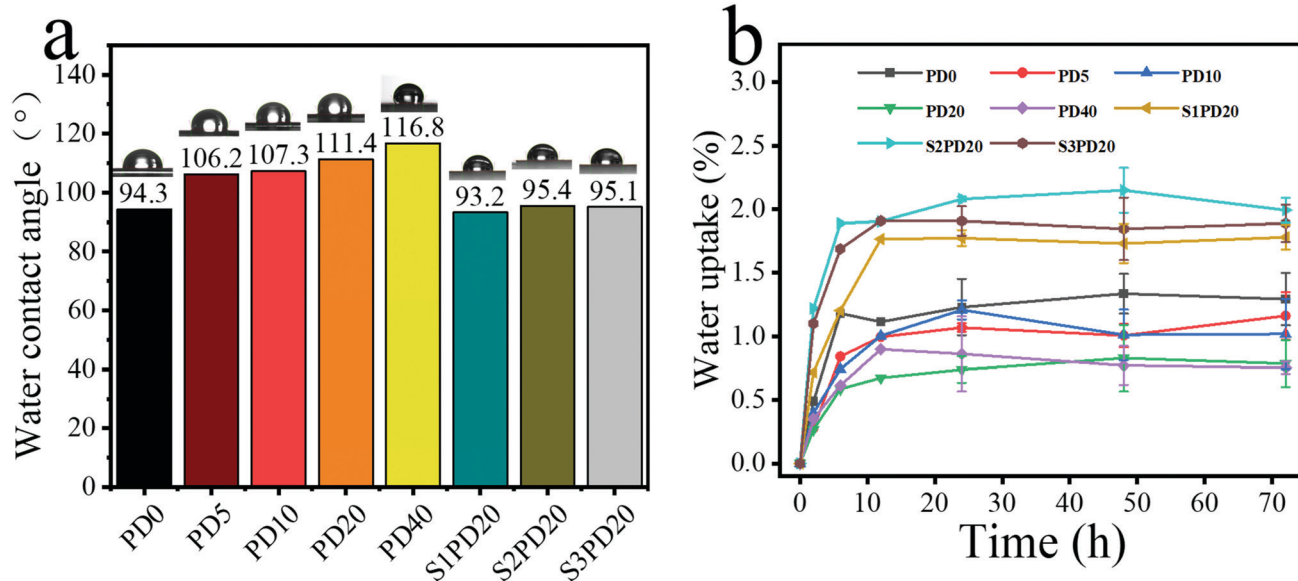 a
Water contact angle (°)
140
120
100
80
60
40
20
0
94.3
106.2
107.3
111.4
116.8
93.2
95.4
95.1
PD0
PD5
PD10
PD20
PD40
S1PD20
S2PD20
S3PD20
b
Water uptake (%)
3.0
2.5
2.0
1.5
1.0
0.5
0.0
PD0 PD5 PD10
PD20 PD40 S1PD20
S2PD20 S3PD20
0 10 20 30 40 50 60 70
Time (h)